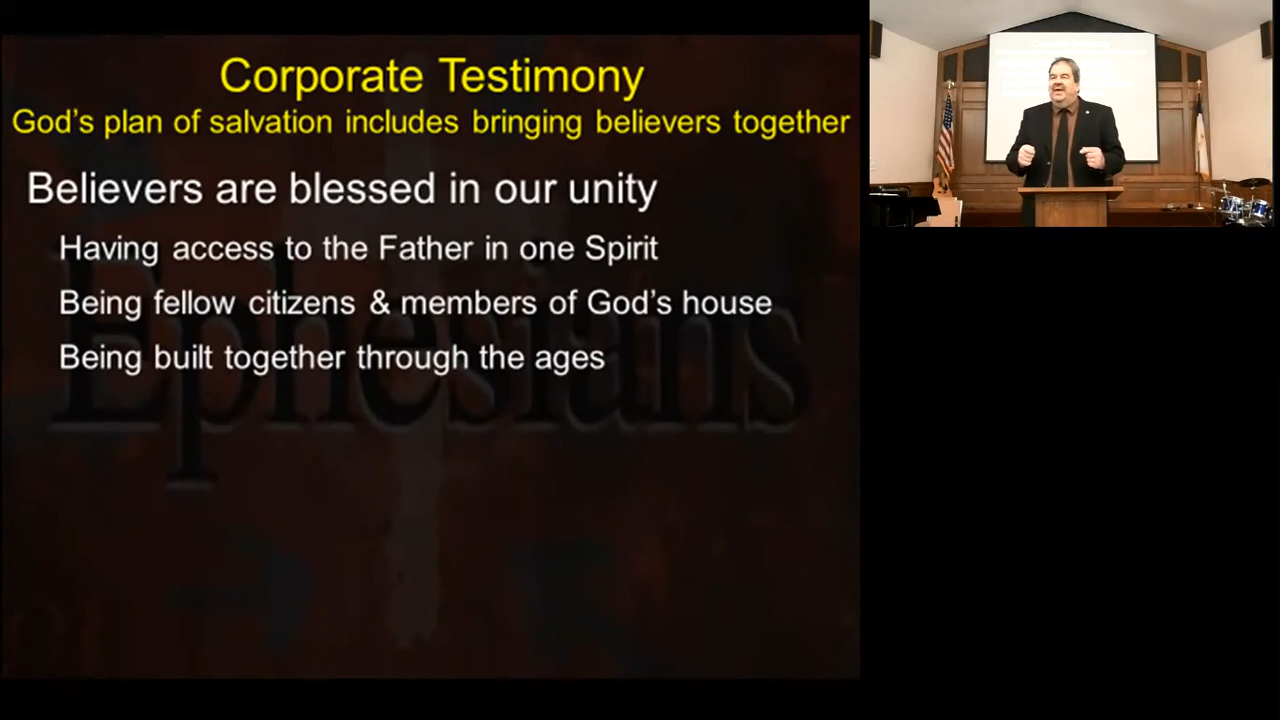 Corporate Testimony
God's plan of salvation includes bringing believers together
Believers are blessed in our unity
Having access to the Father in one Spirit
Being fellow citizens & members of God's house
Being built together through the ages
Ephesians